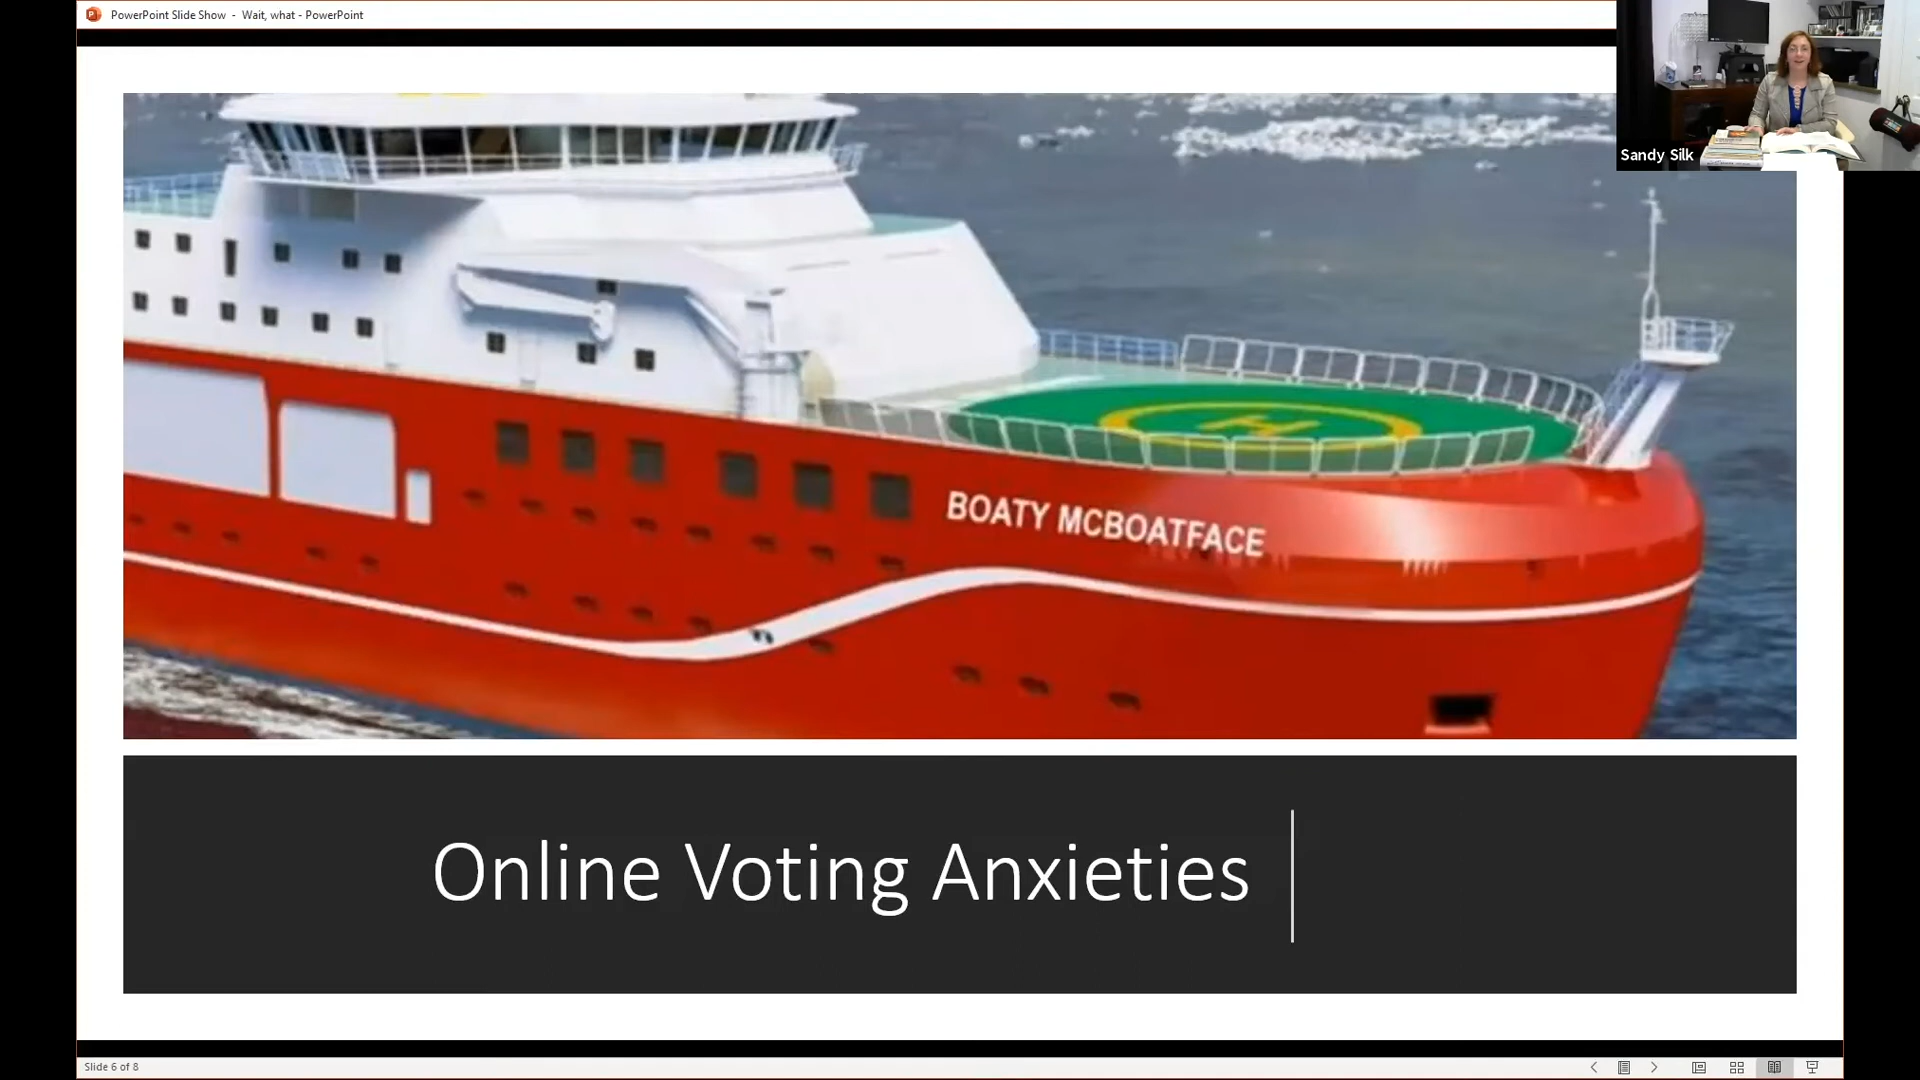 PowerPoint Slide Show - Wait, what - PowerPoint
Sandy Silk
H
BOATY MCBOATFACE
Online Voting Anxieties
Slide 6 of 8